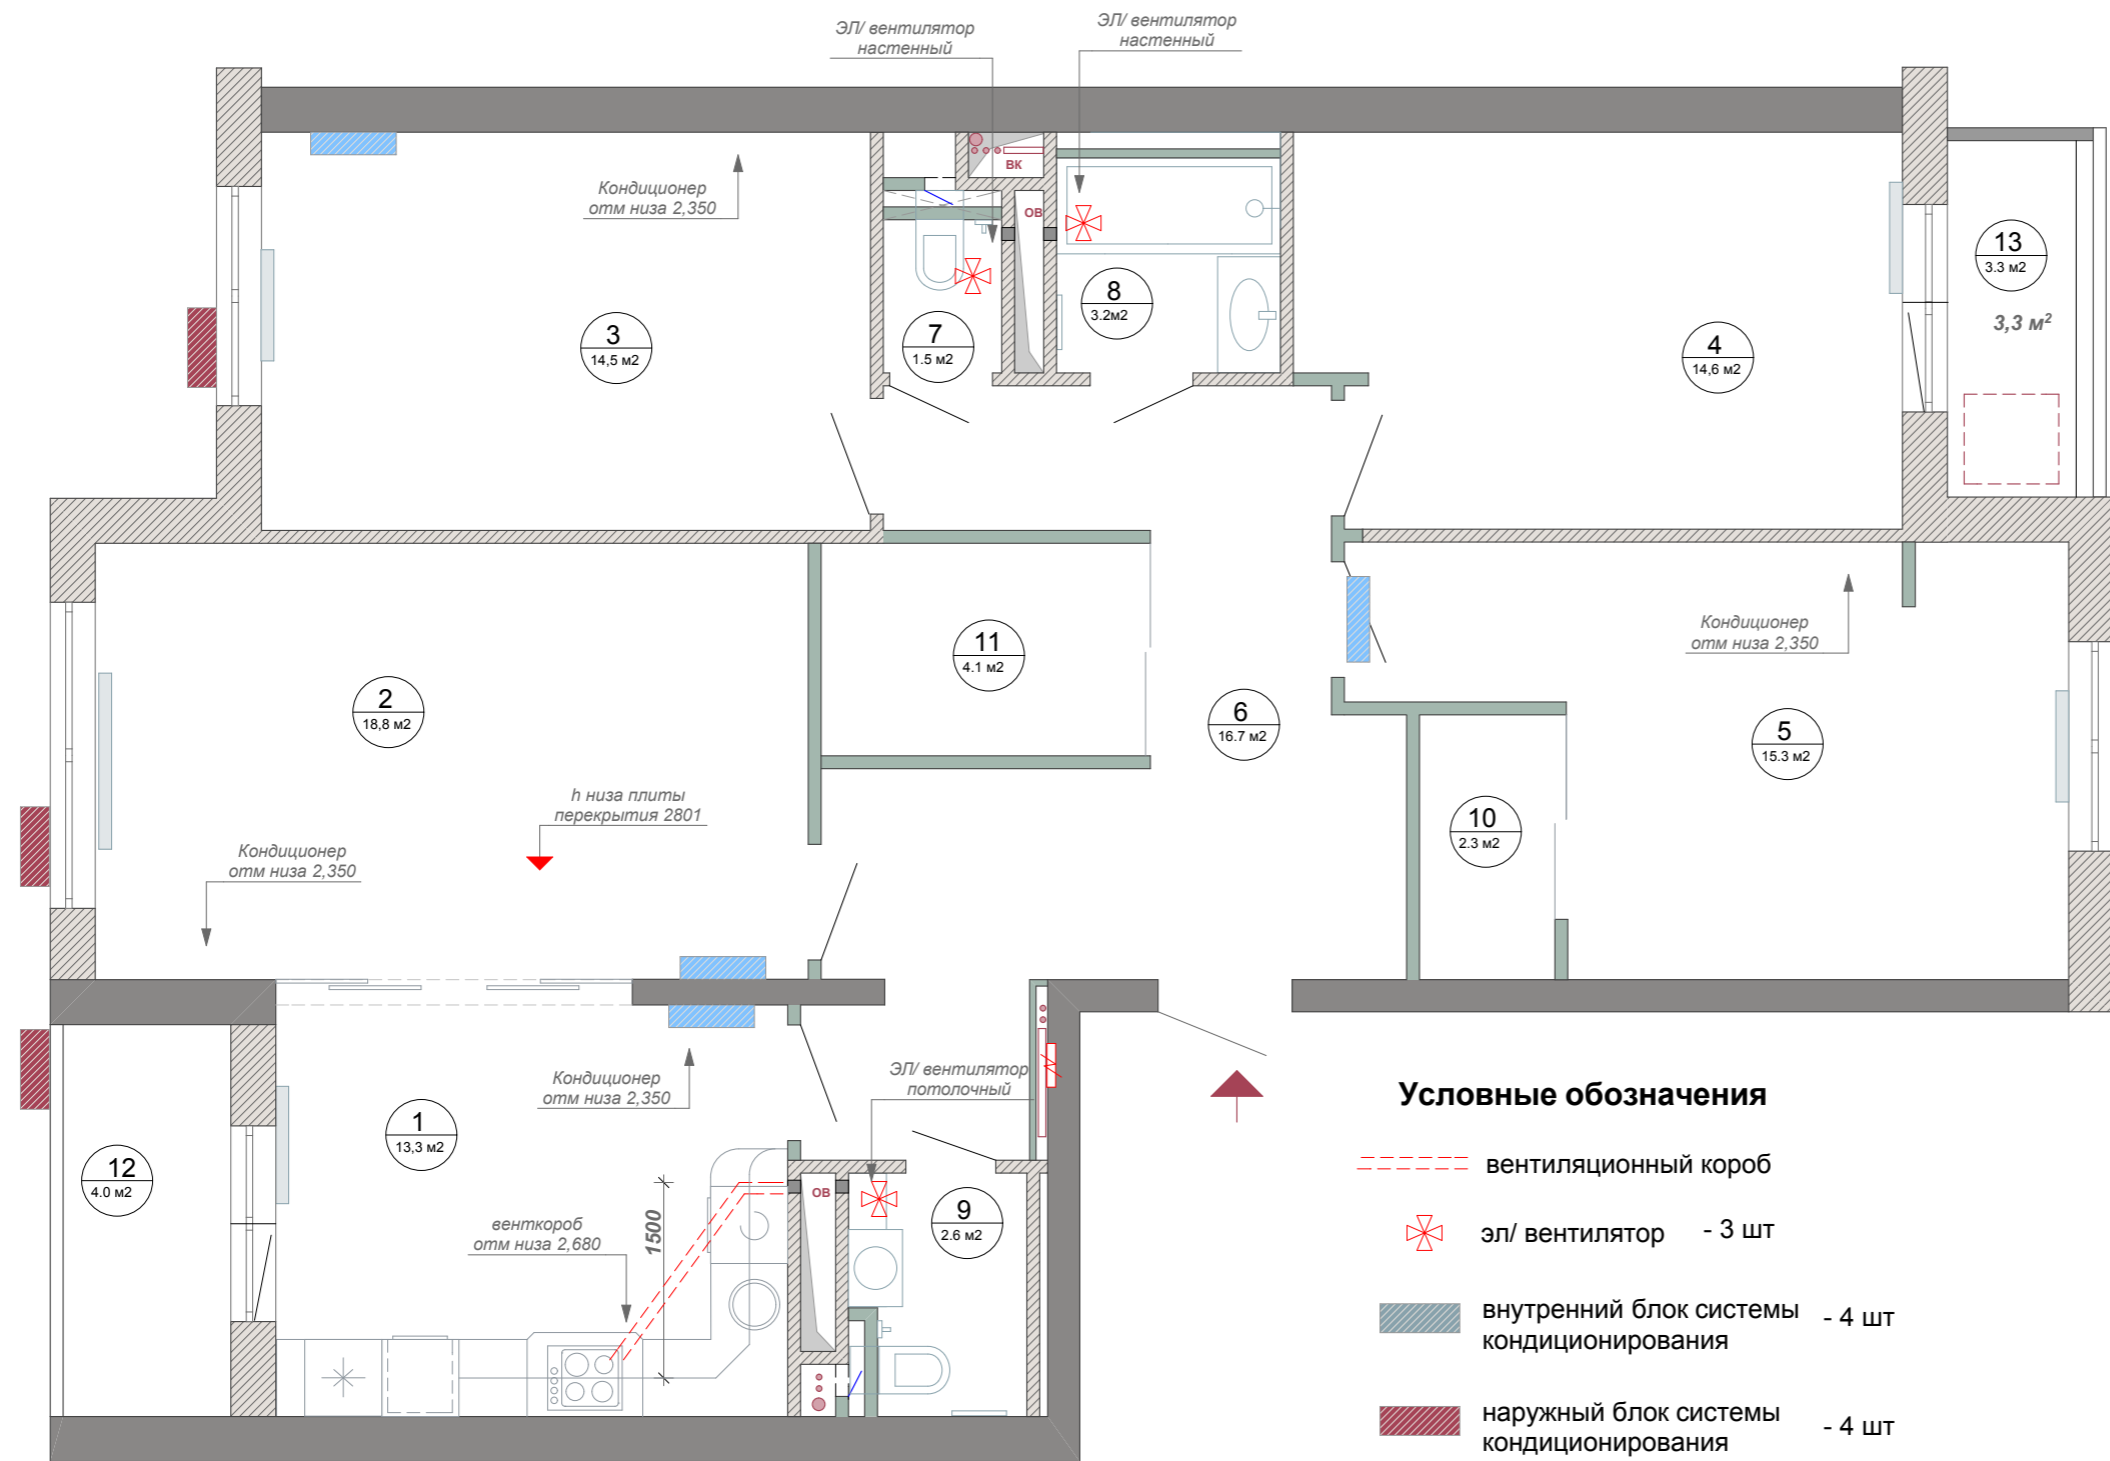 ЭЛ/ вентилятор
настенный
ЭЛ/ вентилятор
настенный
Кондиционер
отм низа 2,350
ВК
ОВ
3
14,5 м2
7
1.5 м2
8
3.2м2
4
14,6 м2
13
3.3 м2
3,3 м²
11
4.1 м2
2
18,8 м2
6
16.7 м2
Кондиционер
отм низа 2,350
5
15.3 м2
10
2.3 м2
h низа плиты
перекрытия 2801
Кондиционер
отм низа 2,350
Кондиционер
отм низа 2,350
ЭЛ/ вентилятор
потолочный
1
13,3 м2
12
4.0 м2
венткороб
отм низа 2,680
1500
ОВ
9
2.6 м2
Условные обозначения
вентиляционный короб
эл/ вентилятор - 3 шт
внутренний блок системы
кондиционирования - 4 шт
наружный блок системы
кондиционирования - 4 шт